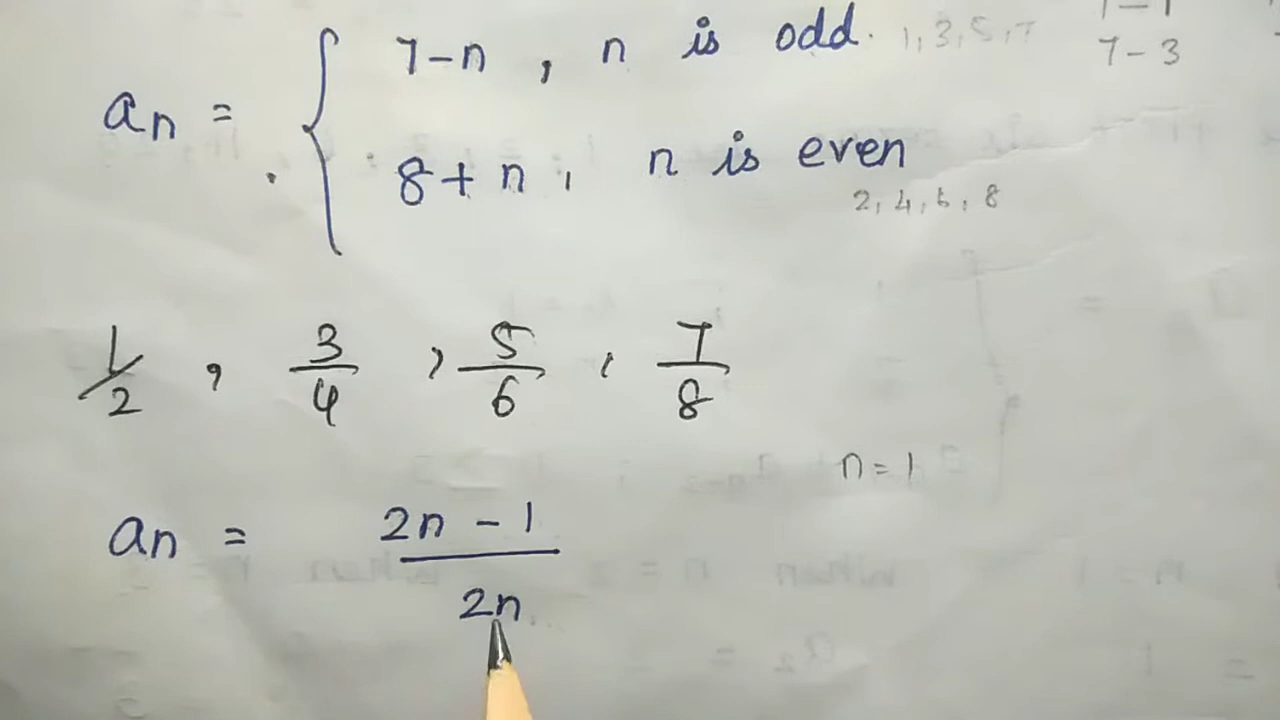 7 - 3
7 - n , n is odd. 1, 3, 5, 7
an =
8 + n , n is even
2, 4, 6, 8
1/2 , 3/4 , 5/6 , 7/8
n = 1
an = 2n - 1
2n